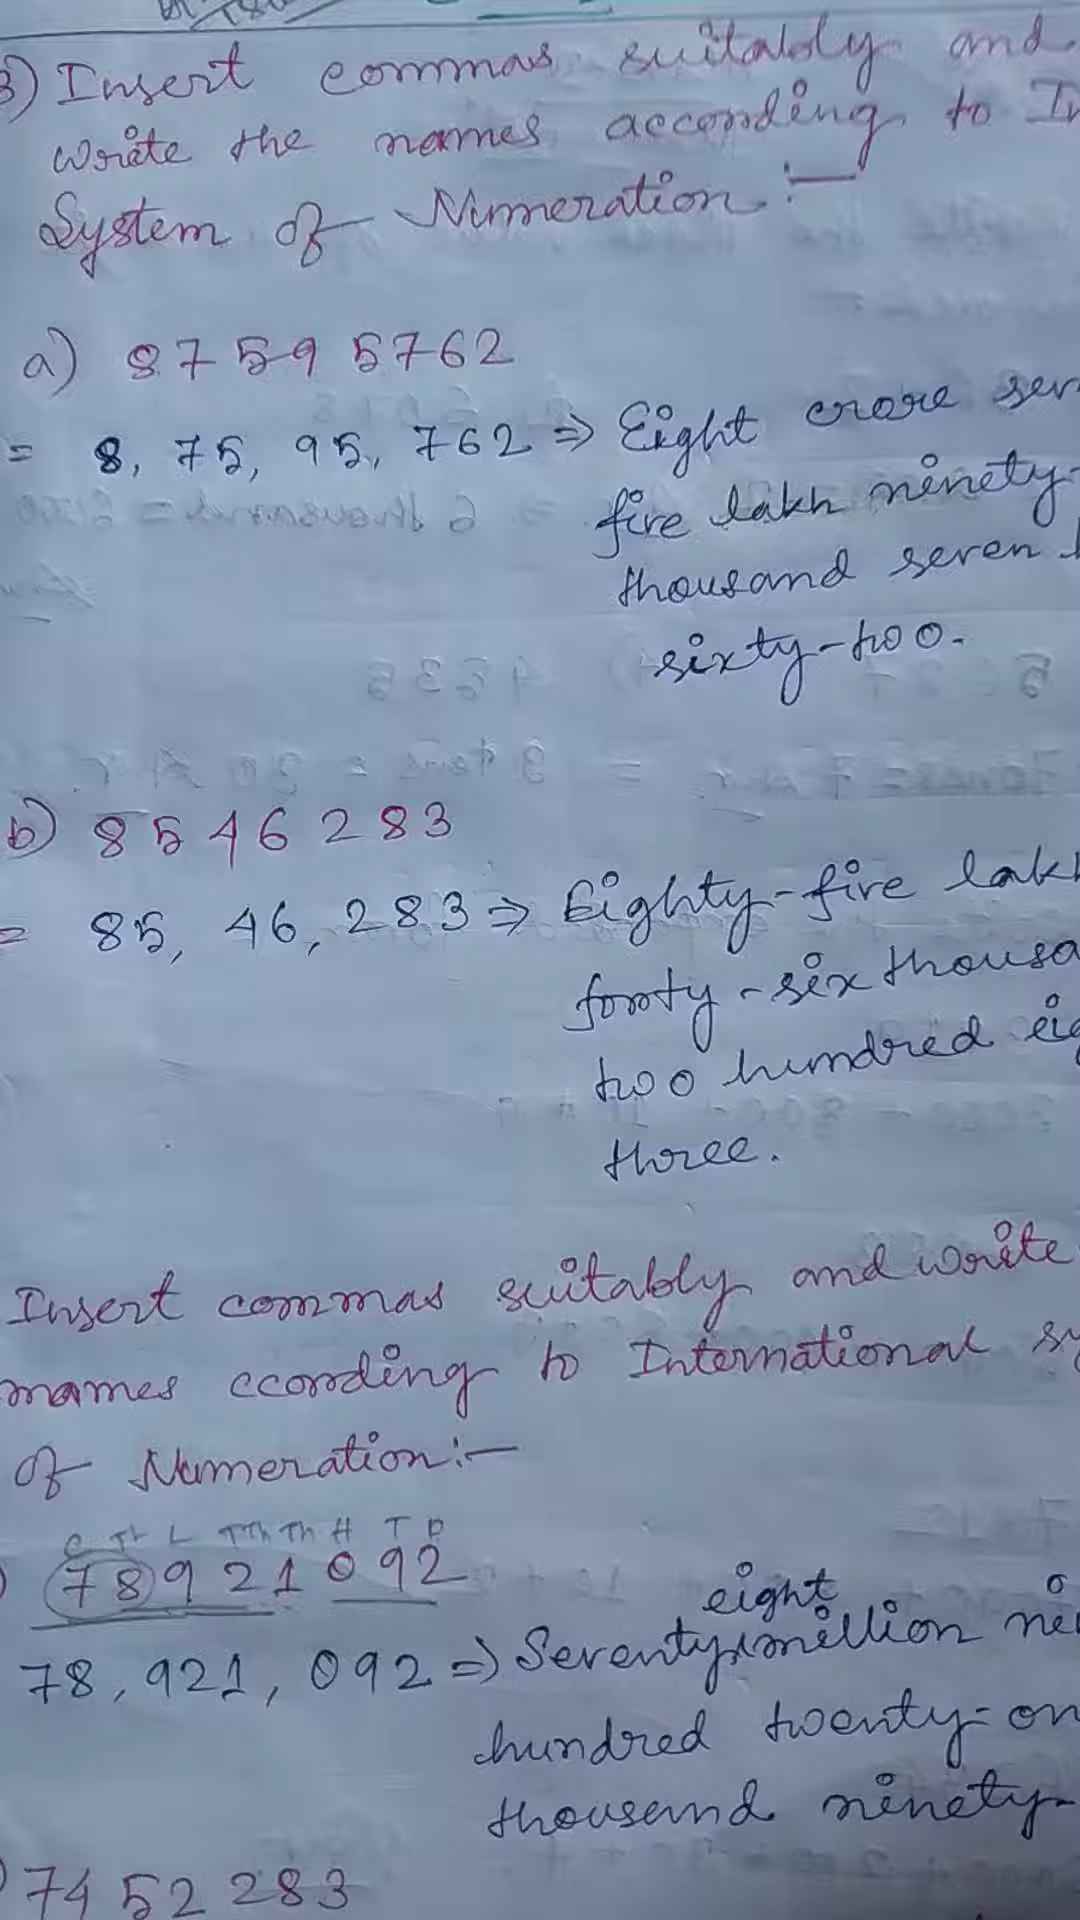 3) Insert commas suitably and
write the names according to
System of Numeration :-
a) 87595762
= 8, 75, 95, 762 ⇒ Eight crore
five lakh ninety-
thousand seven
sixty-two.
b) 8546283
= 85, 46, 283 ⇒ Eighty-five
forty-six
two hundred
three.
Insert commas suitably and write
names ccording to International
of Numeration:-
C L TTh Th H T O
78921092
eight
78, 921, 092 ⇒ Seventy million
hundred twenty-
thousand ninety-
7452283